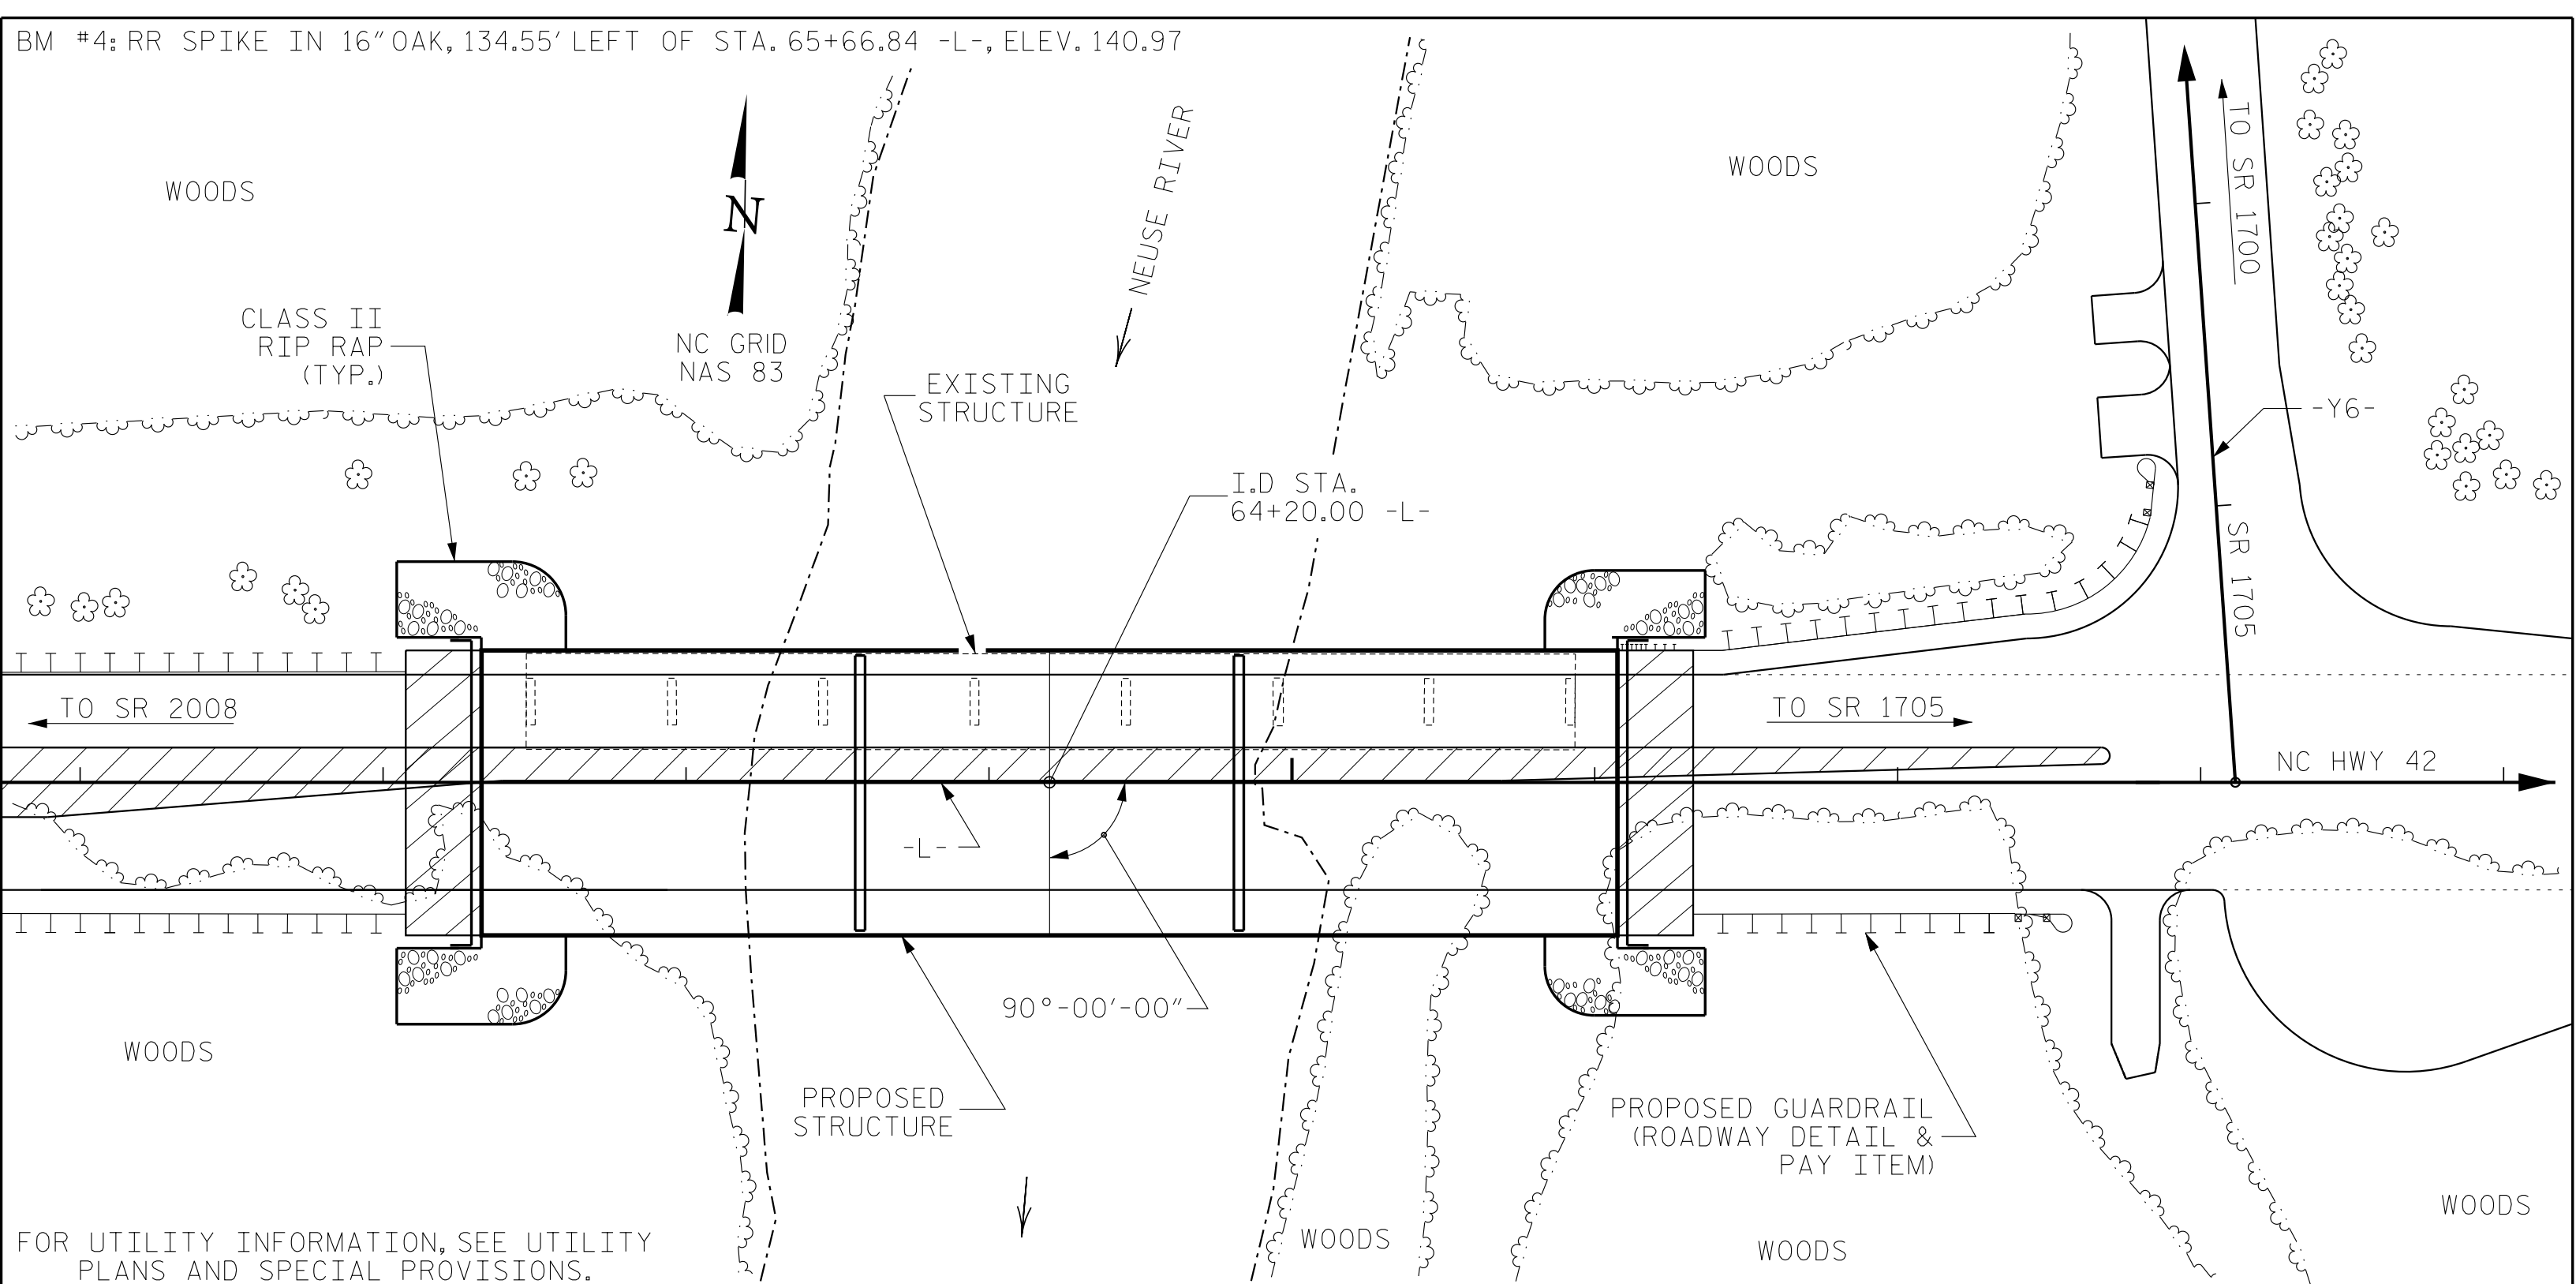 BM #4: RR SPIKE IN 16" OAK, 134.55' LEFT OF STA. 65+66.84 -L-, ELEV. 140.97
WOODS
N
NC GRID
NAS 83
NEUSE RIVER
WOODS
TO SR 1700
CLASS II
RIP RAP
(TYP.)
EXISTING
STRUCTURE
-Y6-
I.D STA.
64+20.00 -L-
SR 1705
TO SR 2008
TO SR 1705
NC HWY 42
-L-
90°-00'-00"
WOODS
PROPOSED
STRUCTURE
PROPOSED GUARDRAIL
(ROADWAY DETAIL &
PAY ITEM)
WOODS
WOODS
WOODS
FOR UTILITY INFORMATION, SEE UTILITY
PLANS AND SPECIAL PROVISIONS.